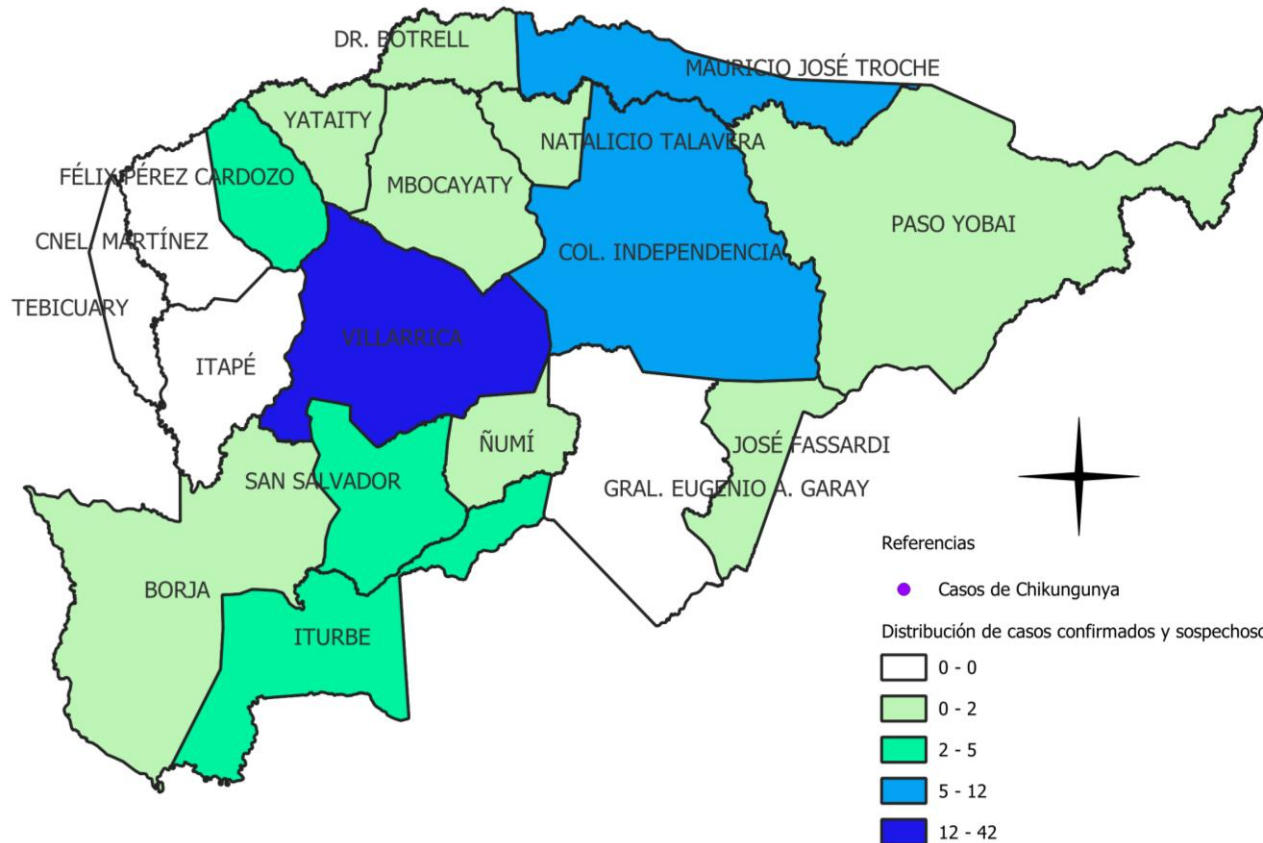 DR. BOTRELL
MAURICIO JOSÉ TROCHE
YATAITY
NATALICIO TALAVERA
FÉLIX PÉREZ CARDOZO
MBOCAYATY
PASO YOBAI
CNEL. MARTÍNEZ
COL. INDEPENDENCIA
TEBICUARY
VILLARRICA
ITAPÉ
ÑUMÍ
JOSÉ FASSARDI
SAN SALVADOR
GRAL. EUGENIO A. GARAY
BORJA
ITURBE
Referencias
Casos de Chikungunya
Distribución de casos confirmados y sospechoso
0 - 0
0 - 2
2 - 5
5 - 12
12 - 42